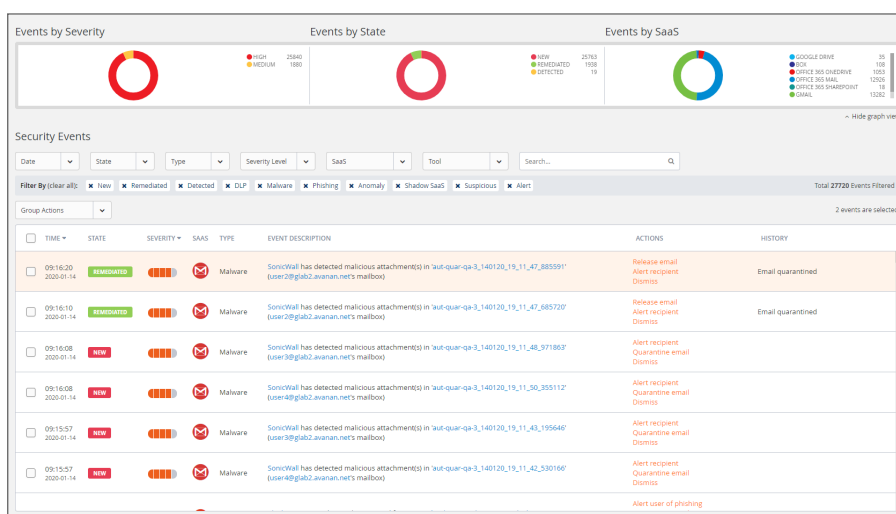 Events by Severity
Events by State
Events by SaaS
HIGH 25840
MEDIUM 1880
NEW 25763
REMEDIATED 1938
DETECTED 19
GOOGLE DRIVE 35
BOX 108
OFFICE 365 ONEDRIVE 1053
OFFICE 365 MAIL 12926
OFFICE 365 SHAREPOINT 18
GMAIL 13282
Hide graph vie
Security Events
Date State Type Severity Level SaaS Tool Search...
Filter By (clear all): × New × Remediated × Detected × DLP × Malware × Phishing × Anomaly × Shadow SaaS × Suspicious × Alert Total 27720 Events Filtered
Group Actions 2 events are selected
TIME STATE SEVERITY SAAS TYPE EVENT DESCRIPTION ACTIONS HISTORY
09:16:20
2020-01-14
REMEDIATED
Malware
SonicWall has detected malicious attachment(s) in 'aut-quar-qa-3_140120_19_11_47_885591'
(user2@glab2.avanan.net's mailbox)
Release email
Alert recipient
Dismiss
Email quarantined
09:16:10
2020-01-14
REMEDIATED
Malware
SonicWall has detected malicious attachment(s) in 'aut-quar-qa-3_140120_19_11_47_685720'
(user2@glab2.avanan.net's mailbox)
Release email
Alert recipient
Dismiss
Email quarantined
09:16:08
2020-01-14
NEW
Malware
SonicWall has detected malicious attachment(s) in 'aut-quar-qa-3_140120_19_11_48_971863'
(user3@glab2.avanan.net's mailbox)
Alert recipient
Quarantine email
Dismiss
09:16:08
2020-01-14
NEW
Malware
SonicWall has detected malicious attachment(s) in 'aut-quar-qa-3_140120_19_11_50_355112'
(user4@glab2.avanan.net's mailbox)
Alert recipient
Quarantine email
Dismiss
09:15:57
2020-01-14
NEW
Malware
SonicWall has detected malicious attachment(s) in 'aut-quar-qa-3_140120_19_11_43_195646'
(user3@glab2.avanan.net's mailbox)
Alert recipient
Quarantine email
Dismiss
09:15:57
2020-01-14
NEW
Malware
SonicWall has detected malicious attachment(s) in 'aut-quar-qa-3_140120_19_11_42_530166'
(user4@glab2.avanan.net's mailbox)
Alert recipient
Quarantine email
Dismiss
Alert user of phishing